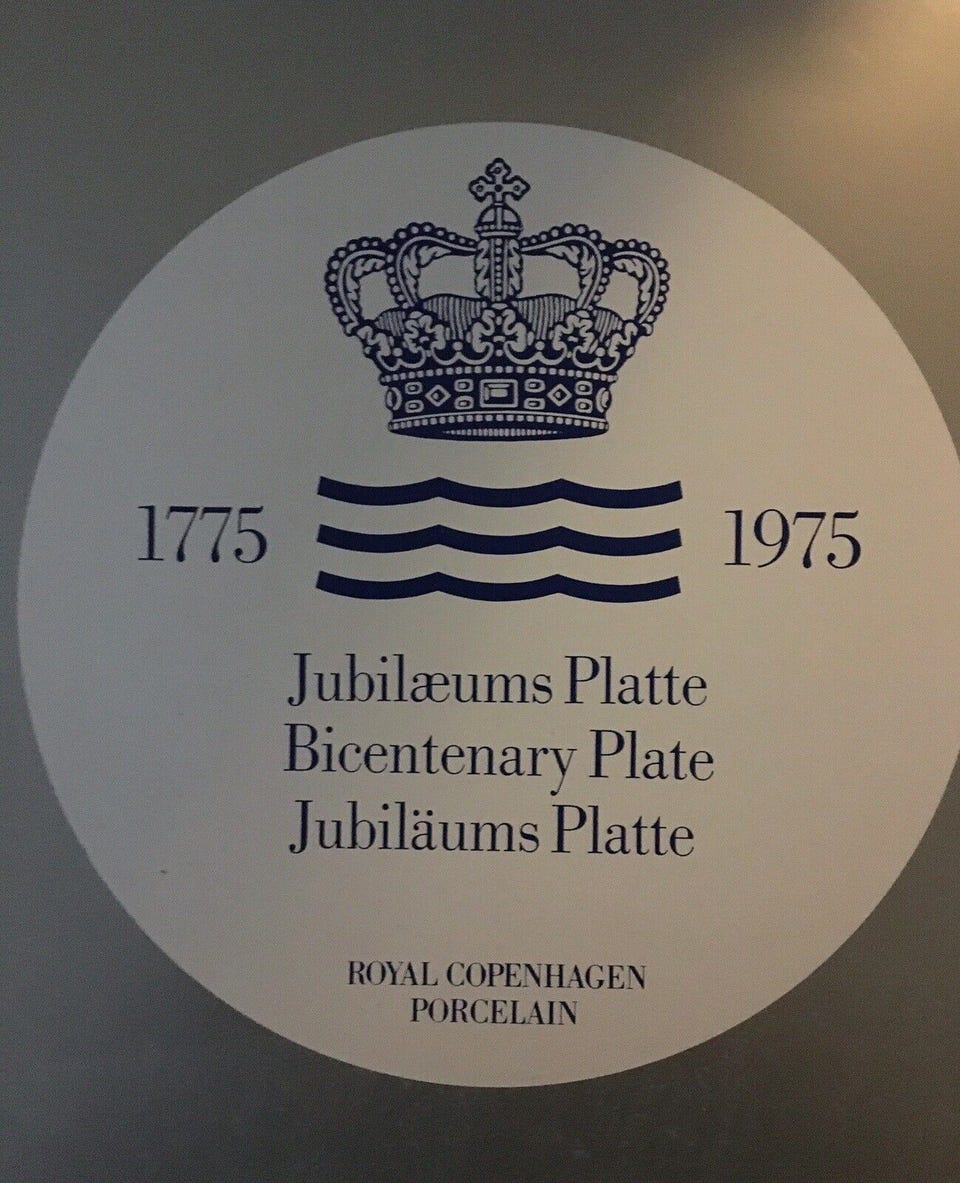 1775 1975
Jubilæums Platte
Bicentenary Plate
Jubiläums Platte
ROYAL COPENHAGEN
PORCELAIN